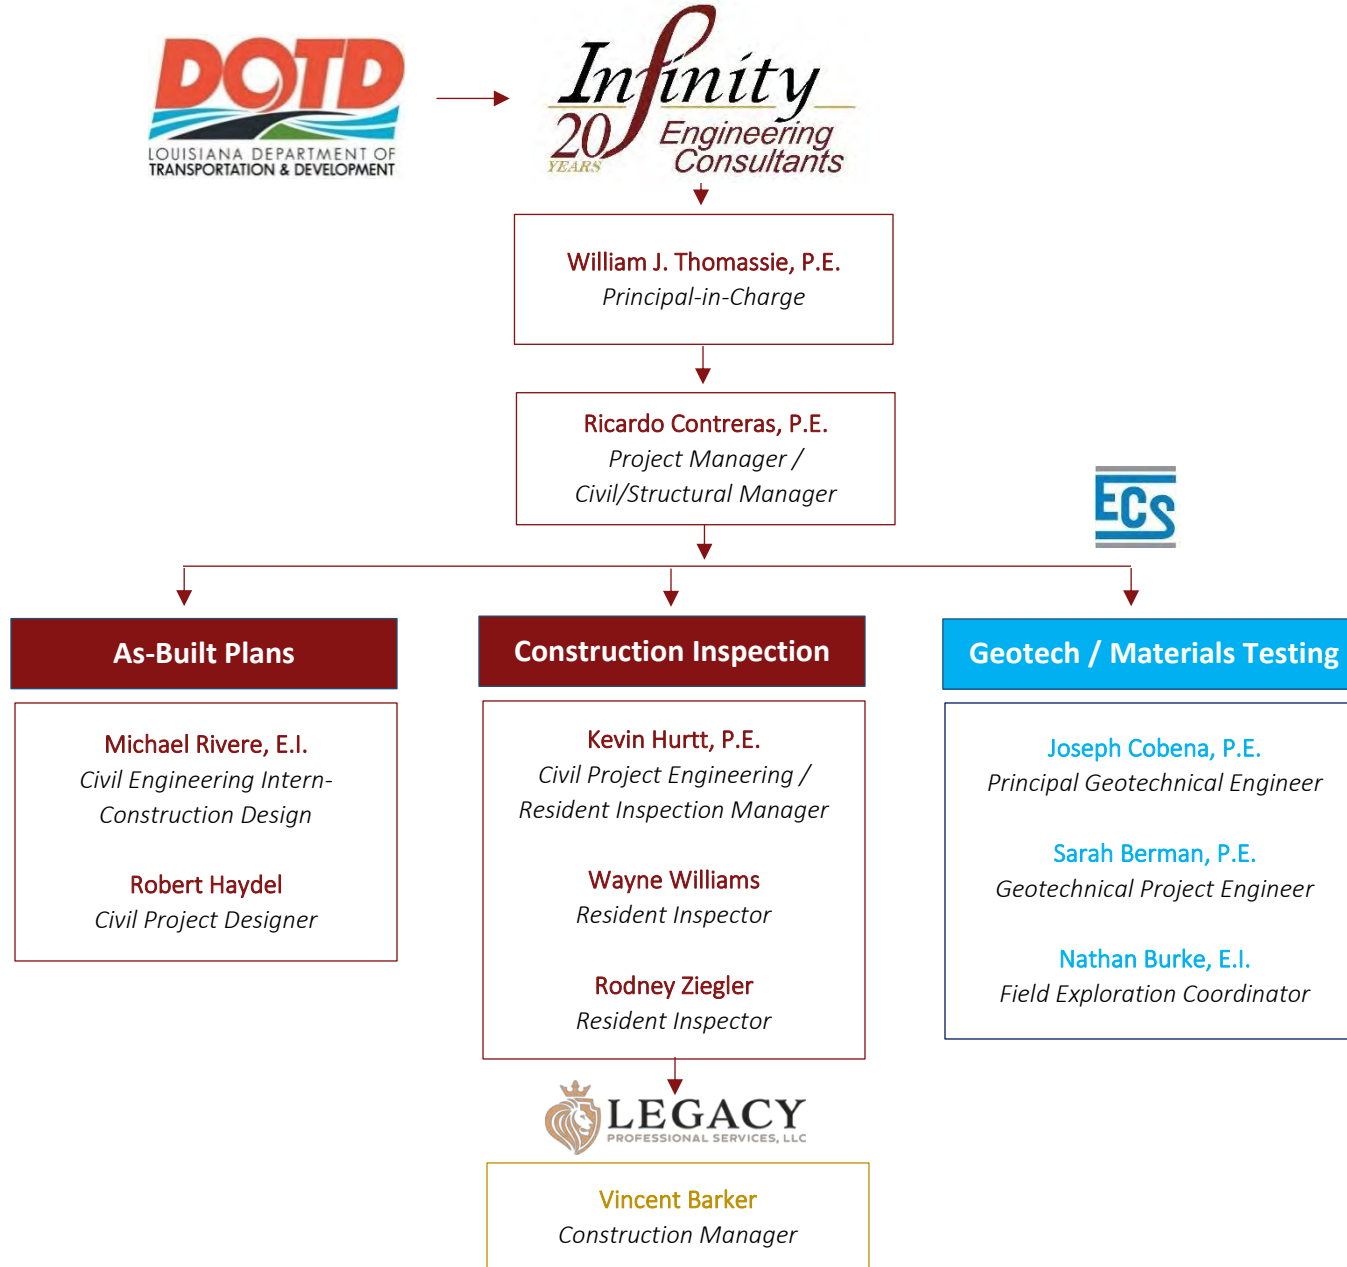 DOTD
LOUISIANA DEPARTMENT OF
TRANSPORTATION & DEVELOPMENT
Infinity
20
YEARS
Engineering
Consultants
William J. Thomassie, P.E.
Principal-in-Charge
Ricardo Contreras, P.E.
Project Manager /
Civil/Structural Manager
ECS
As-Built Plans
Michael Rivere, E.I.
Civil Engineering Intern-
Construction Design
Robert Haydel
Civil Project Designer
Construction Inspection
Kevin Hurtt, P.E.
Civil Project Engineering /
Resident Inspection Manager
Wayne Williams
Resident Inspector
Rodney Ziegler
Resident Inspector
LEGACY
PROFESSIONAL SERVICES, LLC
Vincent Barker
Construction Manager
Geotech / Materials Testing
Joseph Cobena, P.E.
Principal Geotechnical Engineer
Sarah Berman, P.E.
Geotechnical Project Engineer
Nathan Burke, E.I.
Field Exploration Coordinator